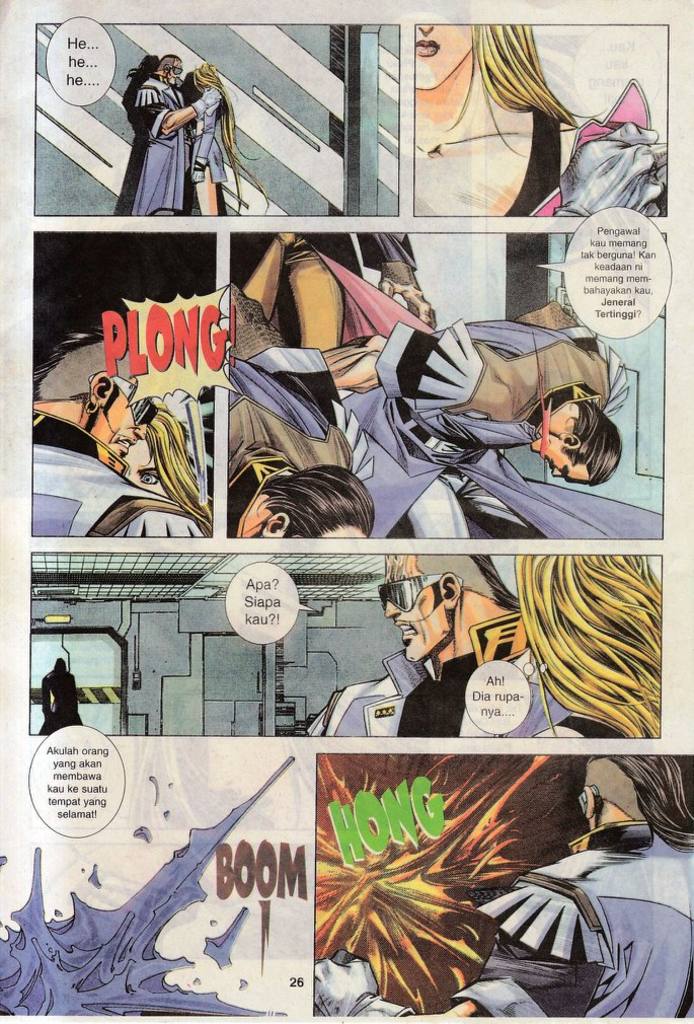 He...
he...
he....
PLONG!
Pengawal
kau memang
tak berguna! Kan
keadaan ni
memang mem-
bahayakan kau,
Jeneral
Tertinggi?
Apa?
Siapa
kau?!
Ah!
Dia rupa-
nya....
Akulah orang
yang akan
membawa
kau ke suatu
tempat yang
selamat!
BOOM!
HONG
26